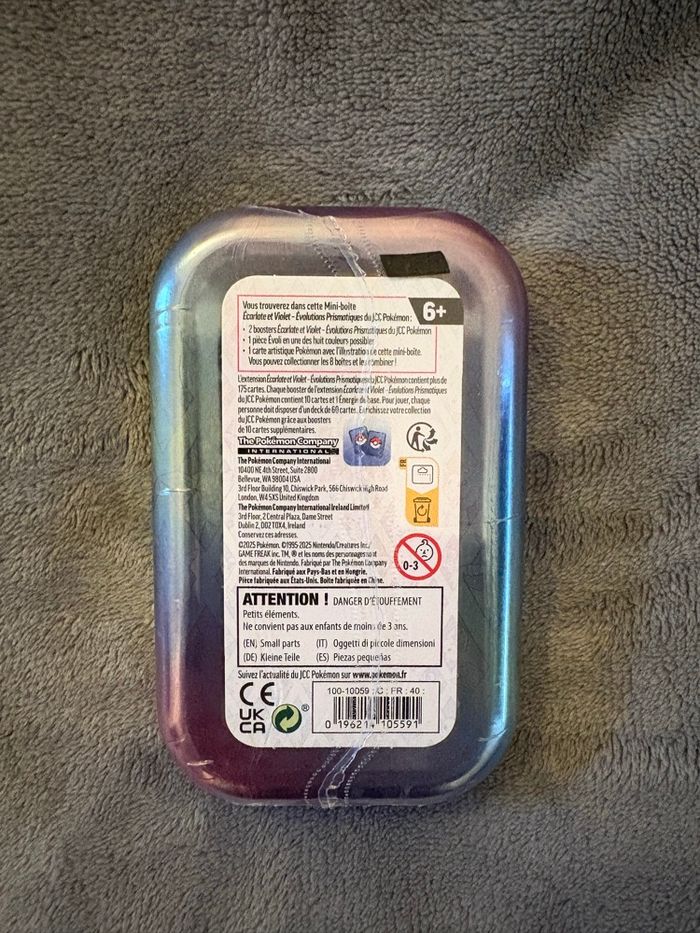 Vous trouverez dans cette Mini-boîte
Écarlate et Violet - Évolutions Prismatiques du JCC Pokémon :
6+
• 2 boosters Écarlate et Violet - Évolutions Prismatiques du JCC Pokémon
• 1 pièce Évoli en une des huit couleurs possibles
• 1 carte artistique Pokémon avec l'illustration de cette mini-boîte.
Vous pouvez collectionner les 8 boîtes et les combiner !
L'extension Écarlate et Violet - Évolutions Prismatiques du JCC Pokémon contient plus de
175 cartes. Chaque booster de l'extension Écarlate et Violet - Évolutions Prismatiques
du JCC Pokémon contient 10 cartes et 1 Énergie de base. Pour jouer, chaque
personne doit disposer d'un deck de 60 cartes. Enrichissez votre collection
du JCC Pokémon grâce aux boosters
de 10 cartes supplémentaires.
The Pokémon Company
INTERNATIONAL
The Pokémon Company International
10400 NE 4th Street, Suite 2800
Bellevue, WA 98004 USA
3rd Floor Building 10, Chiswick Park, 566 Chiswick High Road
London, W4 5XS United Kingdom
The Pokémon Company International Ireland Limited
3rd Floor, 2 Central Plaza, Dame Street
Dublin 2, D02 T0X4, Ireland
Conservez ces adresses.
FR
©2025 Pokémon. ©1995-2025 Nintendo/Creatures Inc./
GAME FREAK inc. TM, ® et les noms des personnages sont
des marques de Nintendo. Fabriqué par The Pokémon Company
International. Fabriqué aux Pays-Bas et en Hongrie.
Pièce fabriquée aux États-Unis. Boîte fabriquée en Chine.
0-3
ATTENTION ! DANGER D'ÉTOUFFEMENT
Petits éléments.
Ne convient pas aux enfants de moins de 3 ans.
(EN) Small parts (IT) Oggetti di piccole dimensioni
(DE) Kleine Teile (ES) Piezas pequeñas
Suivez l'actualité du JCC Pokémon sur www.pokemon.fr
CE
UK
CA
®
100-10059 : C : FR : 40 :
0 19621 4 10559 1